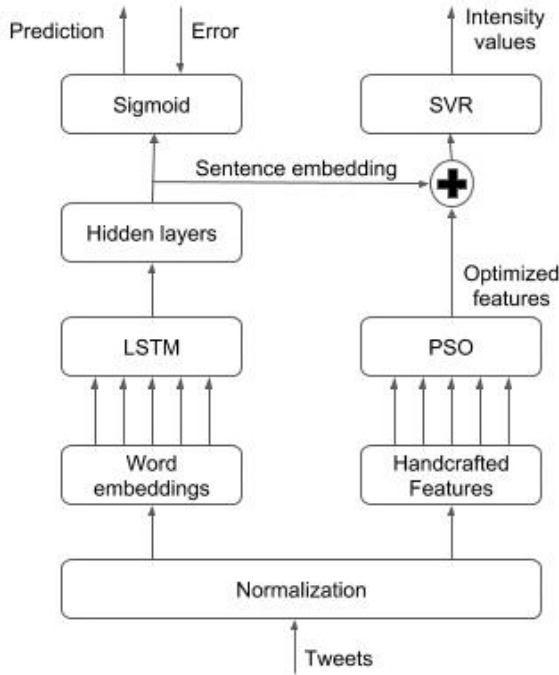 Prediction
Error
Intensity
values
Sigmoid
SVR
Sentence embedding
Hidden layers
Optimized
features
LSTM
PSO
Word
embeddings
Handcrafted
Features
Normalization
Tweets